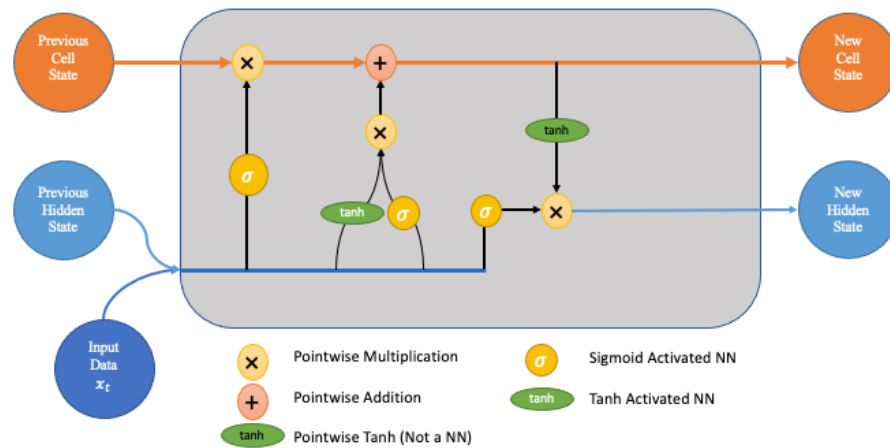 Previous
Cell
State
×
+
New
Cell
State
×
tanh
σ
Previous
Hidden
State
tanh
σ
σ
×
New
Hidden
State
Input
Data
x_t
×
Pointwise Multiplication
σ
Sigmoid Activated NN
+
Pointwise Addition
tanh
Tanh Activated NN
tanh
Pointwise Tanh (Not a NN)